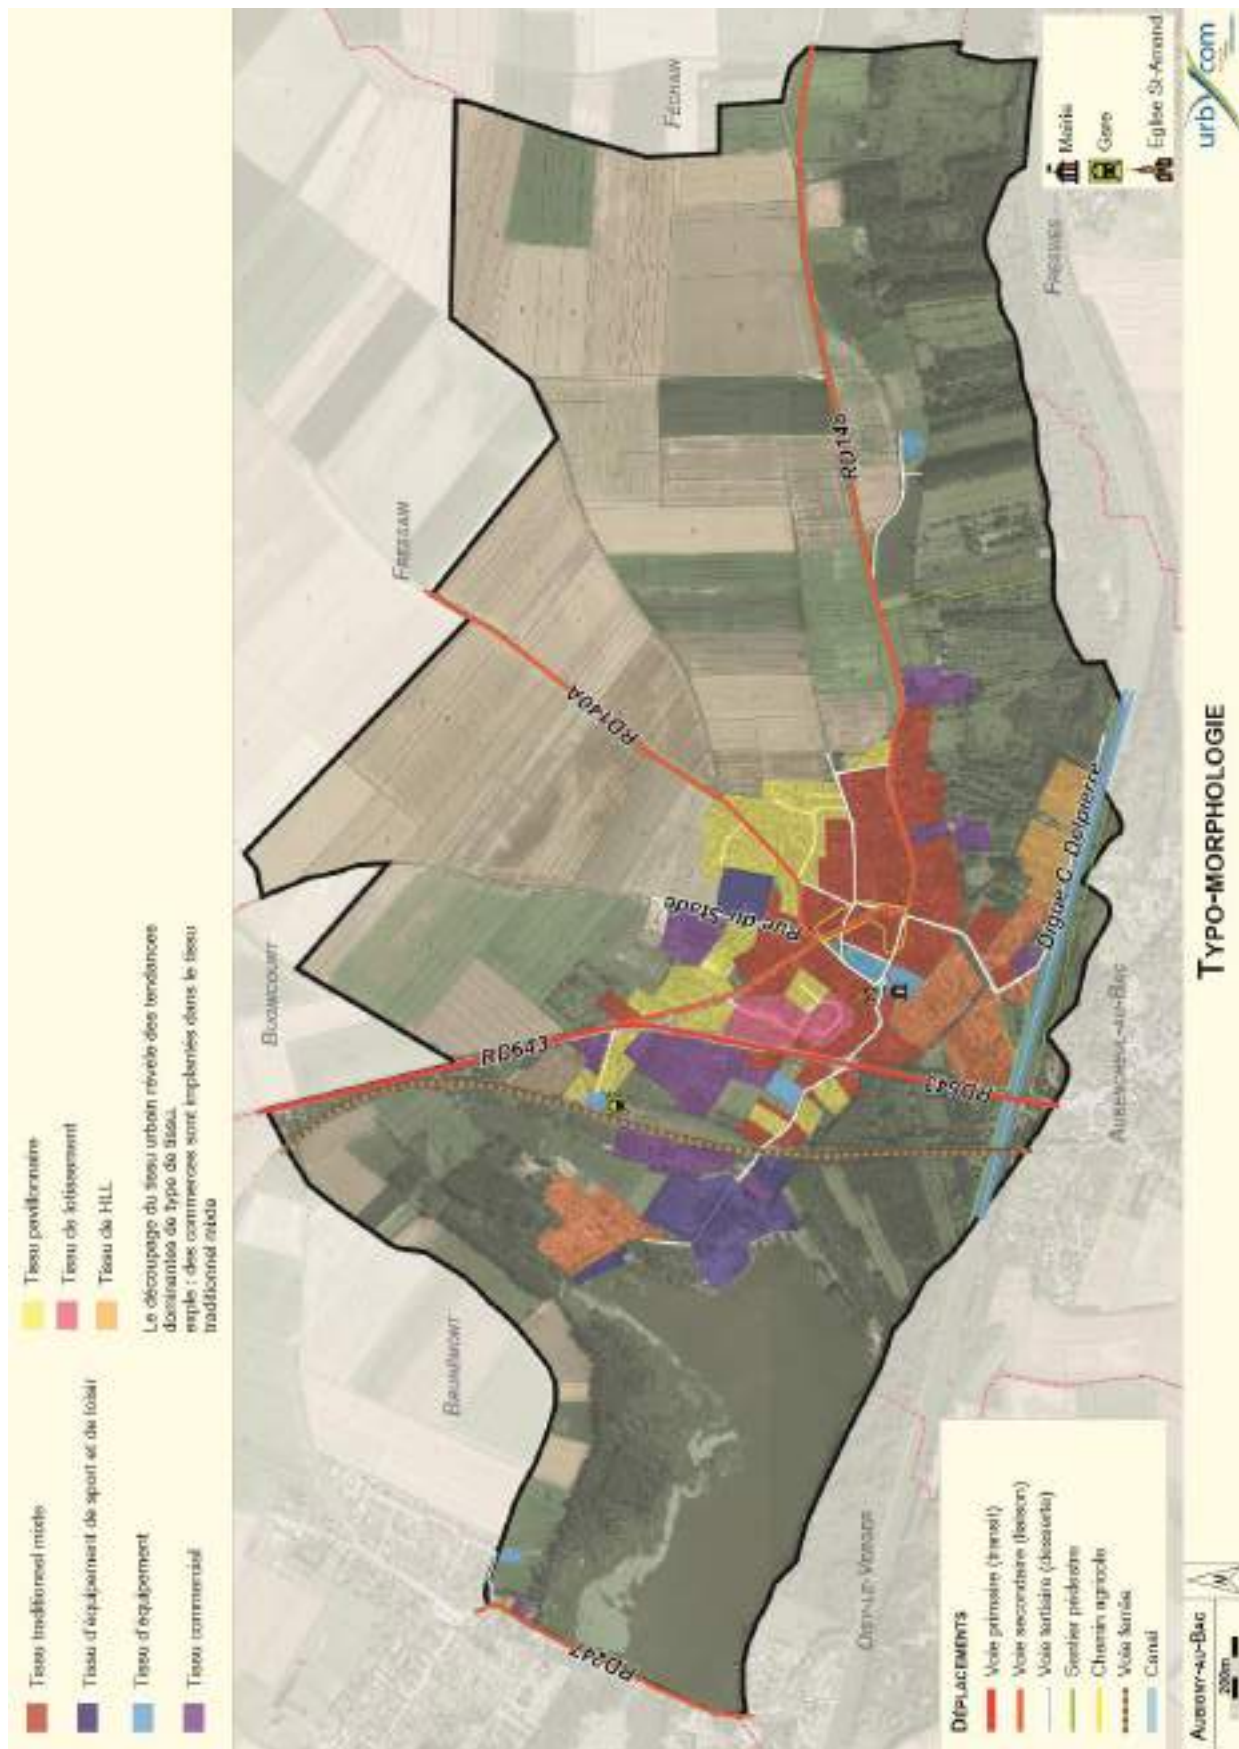 Tissu traditionnel mixte
Tissu d'équipement de sport et de loisir
Tissu d'équipement
Tissu commercial
Tissu pavillonnaire
Tissu de lotissement
Tissu de HLL
Le découpage du tissu urbain révèle des tendances
dominantes de type de tissu.
exple : des commerces sont implantés dans le tissu
traditionnel mixte
BUGNICOURT
BRUNEMONT
FRESSAIN
FÉCHAIN
FRESSIES
OISY-LE-VERGER
AUBENCHEUL-AU-BAC
RD643
RD643
RD140A
RD247
Rue du Stade
Digue C. Delpierre
Mairie
Gare
Eglise St-Amand
DÉPLACEMENTS
Voie primaire (transit)
Voie secondaire (liaison)
Voie tertiaire (desserte)
Sentier pédestre
Chemin agricole
Voie ferrée
Canal
AUBIGNY-AU-BAC
200m
N
TYPO-MORPHOLOGIE
urbycom